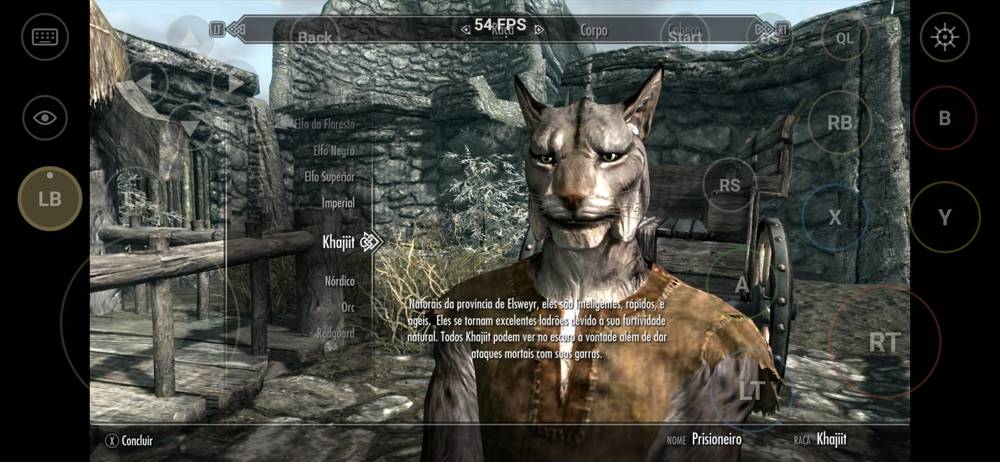 54 FPS
LT
Raça
Corpo
RT
Back
Start
QL
RB
B
LB
RS
X
Y
A
RT
LT
Elfo da Floresta
Elfo Negro
Elfo Superior
Imperial
Khajiit
Nórdico
Orc
Redguard
Naturais da província de Elsweyr, eles são inteligentes, rápidos, e
ágeis. Eles se tornam excelentes ladrões devido à sua furtividade
natural. Todos Khajiit podem ver no escuro à vontade além de dar
ataques mortais com suas garras.
X Concluir
NOME Prisioneiro
RAÇA Khajiit